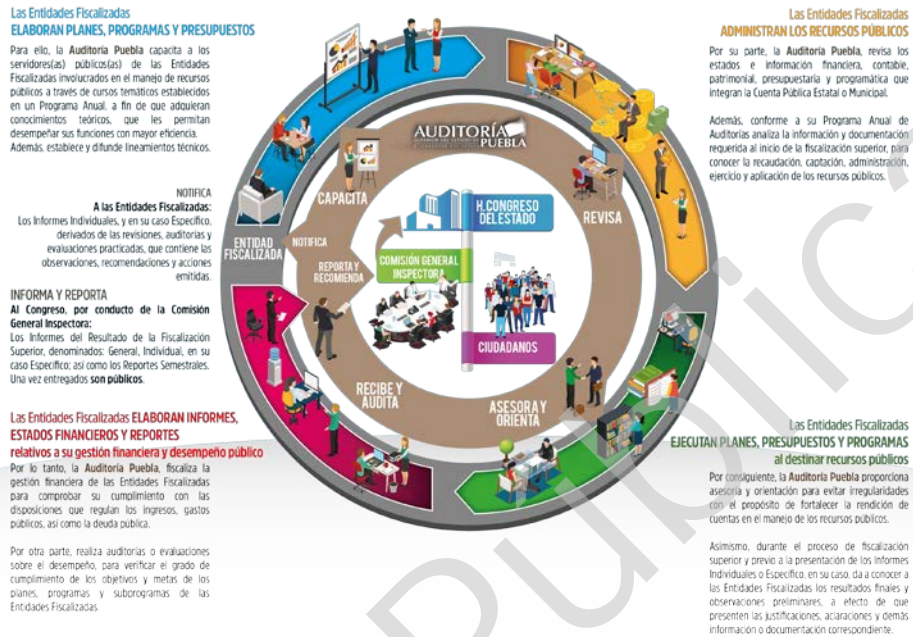 Las Entidades Fiscalizadas
ELABORAN PLANES, PROGRAMAS Y PRESUPUESTOS
Para ello, la Auditoría Puebla capacita a los
servidores(as) públicos(as) de las Entidades
Fiscalizadas involucrados en el manejo de recursos
públicos a través de cursos temáticos establecidos
en un Programa Anual, a fin de que adquieran
conocimientos teóricos, que les permitan
desempeñar sus funciones con mayor eficiencia.
Además, establece y difunde lineamientos técnicos.
NOTIFICA
A las Entidades Fiscalizadas:
Los Informes Individuales, y en su caso Específico,
derivados de las revisiones, auditorías y
evaluaciones practicadas, que contiene las
observaciones, recomendaciones y acciones
emitidas.
INFORMA Y REPORTA
Al Congreso, por conducto de la Comisión
General Inspectora:
Los Informes del Resultado de la Fiscalización
Superior, denominados: General, Individual, en su
caso Específico; así como los Reportes Semestrales.
Una vez entregados son públicos.
Las Entidades Fiscalizadas ELABORAN INFORMES,
ESTADOS FINANCIEROS Y REPORTES
relativos a su gestión financiera y desempeño público
Por lo tanto, la Auditoría Puebla, fiscaliza la
gestión financiera de las Entidades Fiscalizadas
para comprobar su cumplimiento con las
disposiciones que regulan los ingresos, gastos
públicos, así como la deuda pública.
Por otra parte, realiza auditorías o evaluaciones
sobre el desempeño, para verificar el grado de
cumplimiento de los objetivos y metas de los
planes, programas y subprogramas de las
Entidades Fiscalizadas.
AUDITORÍA
PUEBLA
CAPACITA
REVISA
H. CONGRESO
DEL ESTADO
ENTIDAD
FISCALIZADA
NOTIFICA
REPORTA Y
RECOMIENDA
COMISIÓN GENERAL
INSPECTORA
CIUDADANOS
RECIBE Y
AUDITA
ASESORA Y
ORIENTA
Las Entidades Fiscalizadas
ADMINISTRAN LOS RECURSOS PÚBLICOS
Por su parte, la Auditoría Puebla, revisa los
estados e información financiera, contable,
patrimonial, presupuestaria y programática que
integran la Cuenta Pública Estatal o Municipal.
Además, conforme a su Programa Anual de
Auditorías analiza la información y documentación
requerida al inicio de la fiscalización superior, para
conocer la recaudación, captación, administración,
ejercicio y aplicación de los recursos públicos.
Las Entidades Fiscalizadas
EJECUTAN PLANES, PRESUPUESTOS Y PROGRAMAS
al destinar recursos públicos
Por consiguiente, la Auditoría Puebla proporciona
asesoría y orientación para evitar irregularidades
con el propósito de fortalecer la rendición de
cuentas en el manejo de los recursos públicos.
Asimismo, durante el proceso de fiscalización
superior y previo a la presentación de los Informes
Individuales o Específico, en su caso, da a conocer a
las Entidades Fiscalizadas los resultados finales y
observaciones preliminares, a efecto de que
presenten las justificaciones, aclaraciones y demás
información o documentación correspondiente.
Ública